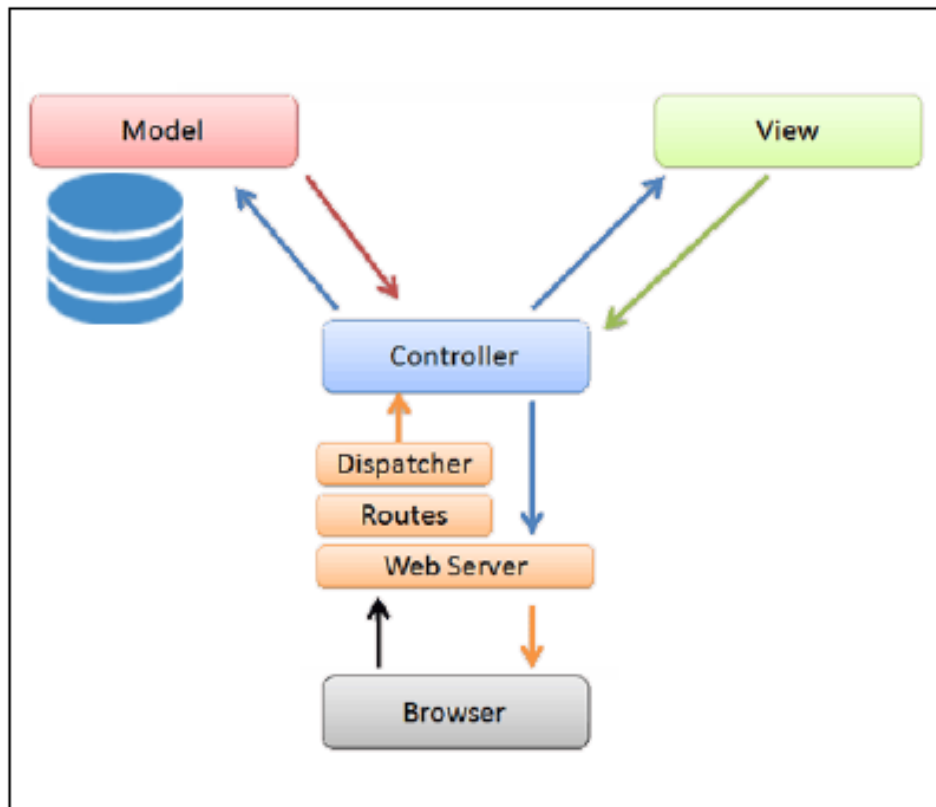 Model
View
Controller
Dispatcher
Routes
Web Server
Browser